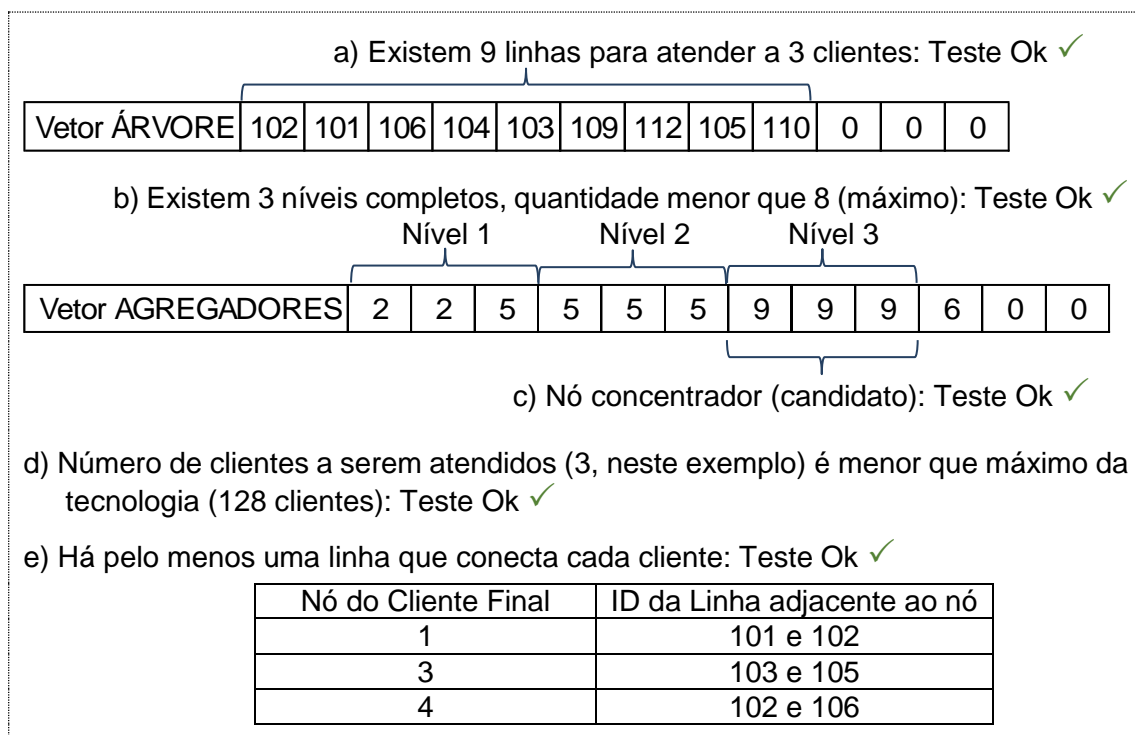 a) Existem 9 linhas para atender a 3 clientes: Teste Ok ✓
Vetor ÁRVORE 102 101 106 104 103 109 112 105 110 0 0 0
b) Existem 3 níveis completos, quantidade menor que 8 (máximo): Teste Ok ✓
Nível 1 Nível 2 Nível 3
Vetor AGREGADORES 2 2 5 5 5 5 9 9 9 6 0 0
c) Nó concentrador (candidato): Teste Ok ✓
d) Número de clientes a serem atendidos (3, neste exemplo) é menor que máximo da
tecnologia (128 clientes): Teste Ok ✓
e) Há pelo menos uma linha que conecta cada cliente: Teste Ok ✓
Nó do Cliente Final ID da Linha adjacente ao nó
1 101 e 102
3 103 e 105
4 102 e 106